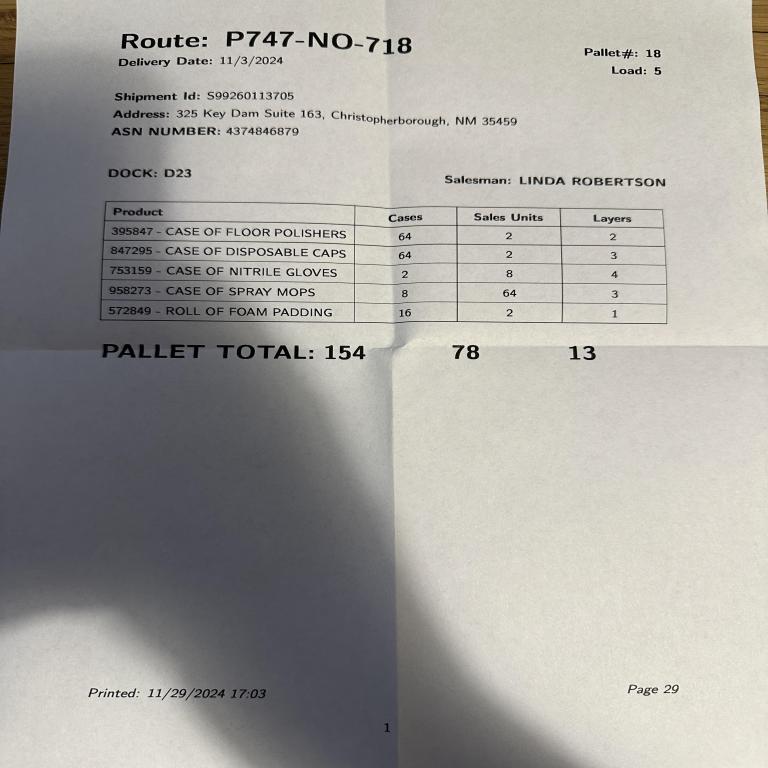 Route: P747-NO-718
Delivery Date: 11/3/2024
Pallet#: 18
Load: 5
Shipment Id: S99260113705
Address: 325 Key Dam Suite 163, Christopherborough, NM 35459
ASN NUMBER: 4374846879
DOCK: D23
Salesman: LINDA ROBERTSON
Product Cases Sales Units Layers
395847 - CASE OF FLOOR POLISHERS 64 2 2
847295 - CASE OF DISPOSABLE CAPS 64 2 3
753159 - CASE OF NITRILE GLOVES 2 8 4
958273 - CASE OF SPRAY MOPS 8 64 3
572849 - ROLL OF FOAM PADDING 16 2 1
PALLET TOTAL: 154 78 13
Printed: 11/29/2024 17:03
Page 29
1